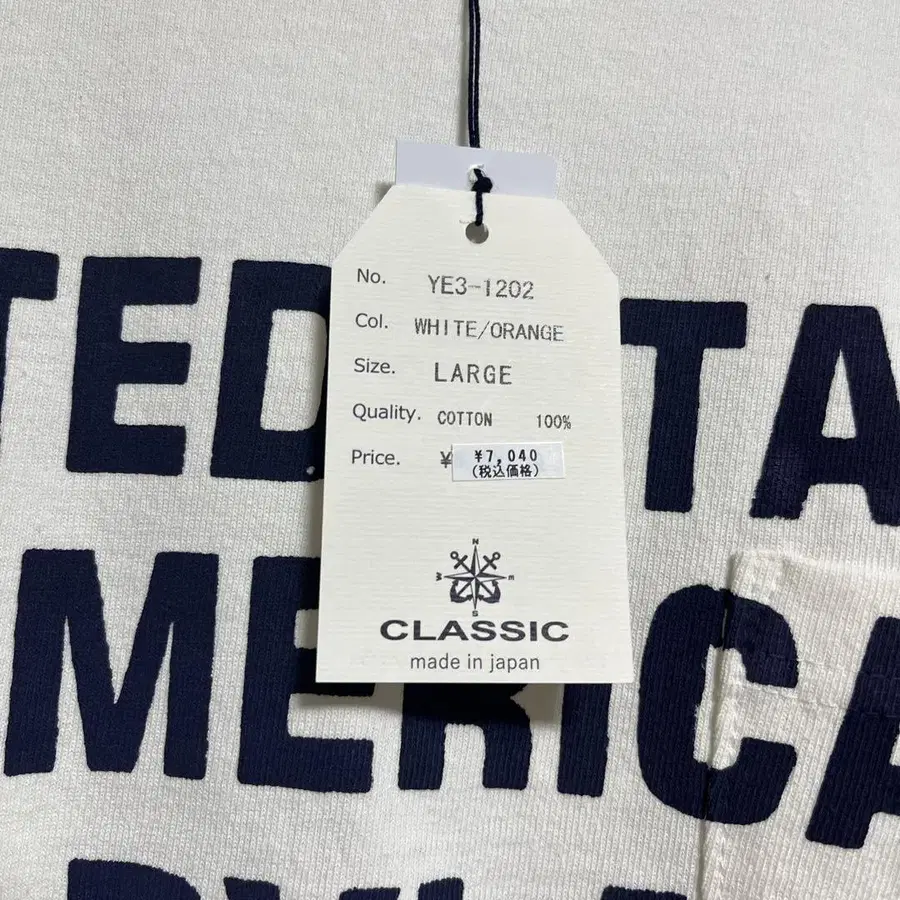 No. YE3-1202
Col. WHITE/ORANGE
Size. LARGE
Quality. COTTON 100%
Price. ¥ ¥7,040
(税込価格)
N
W E
S
CLASSIC
made in japan
TED STA
MERICA